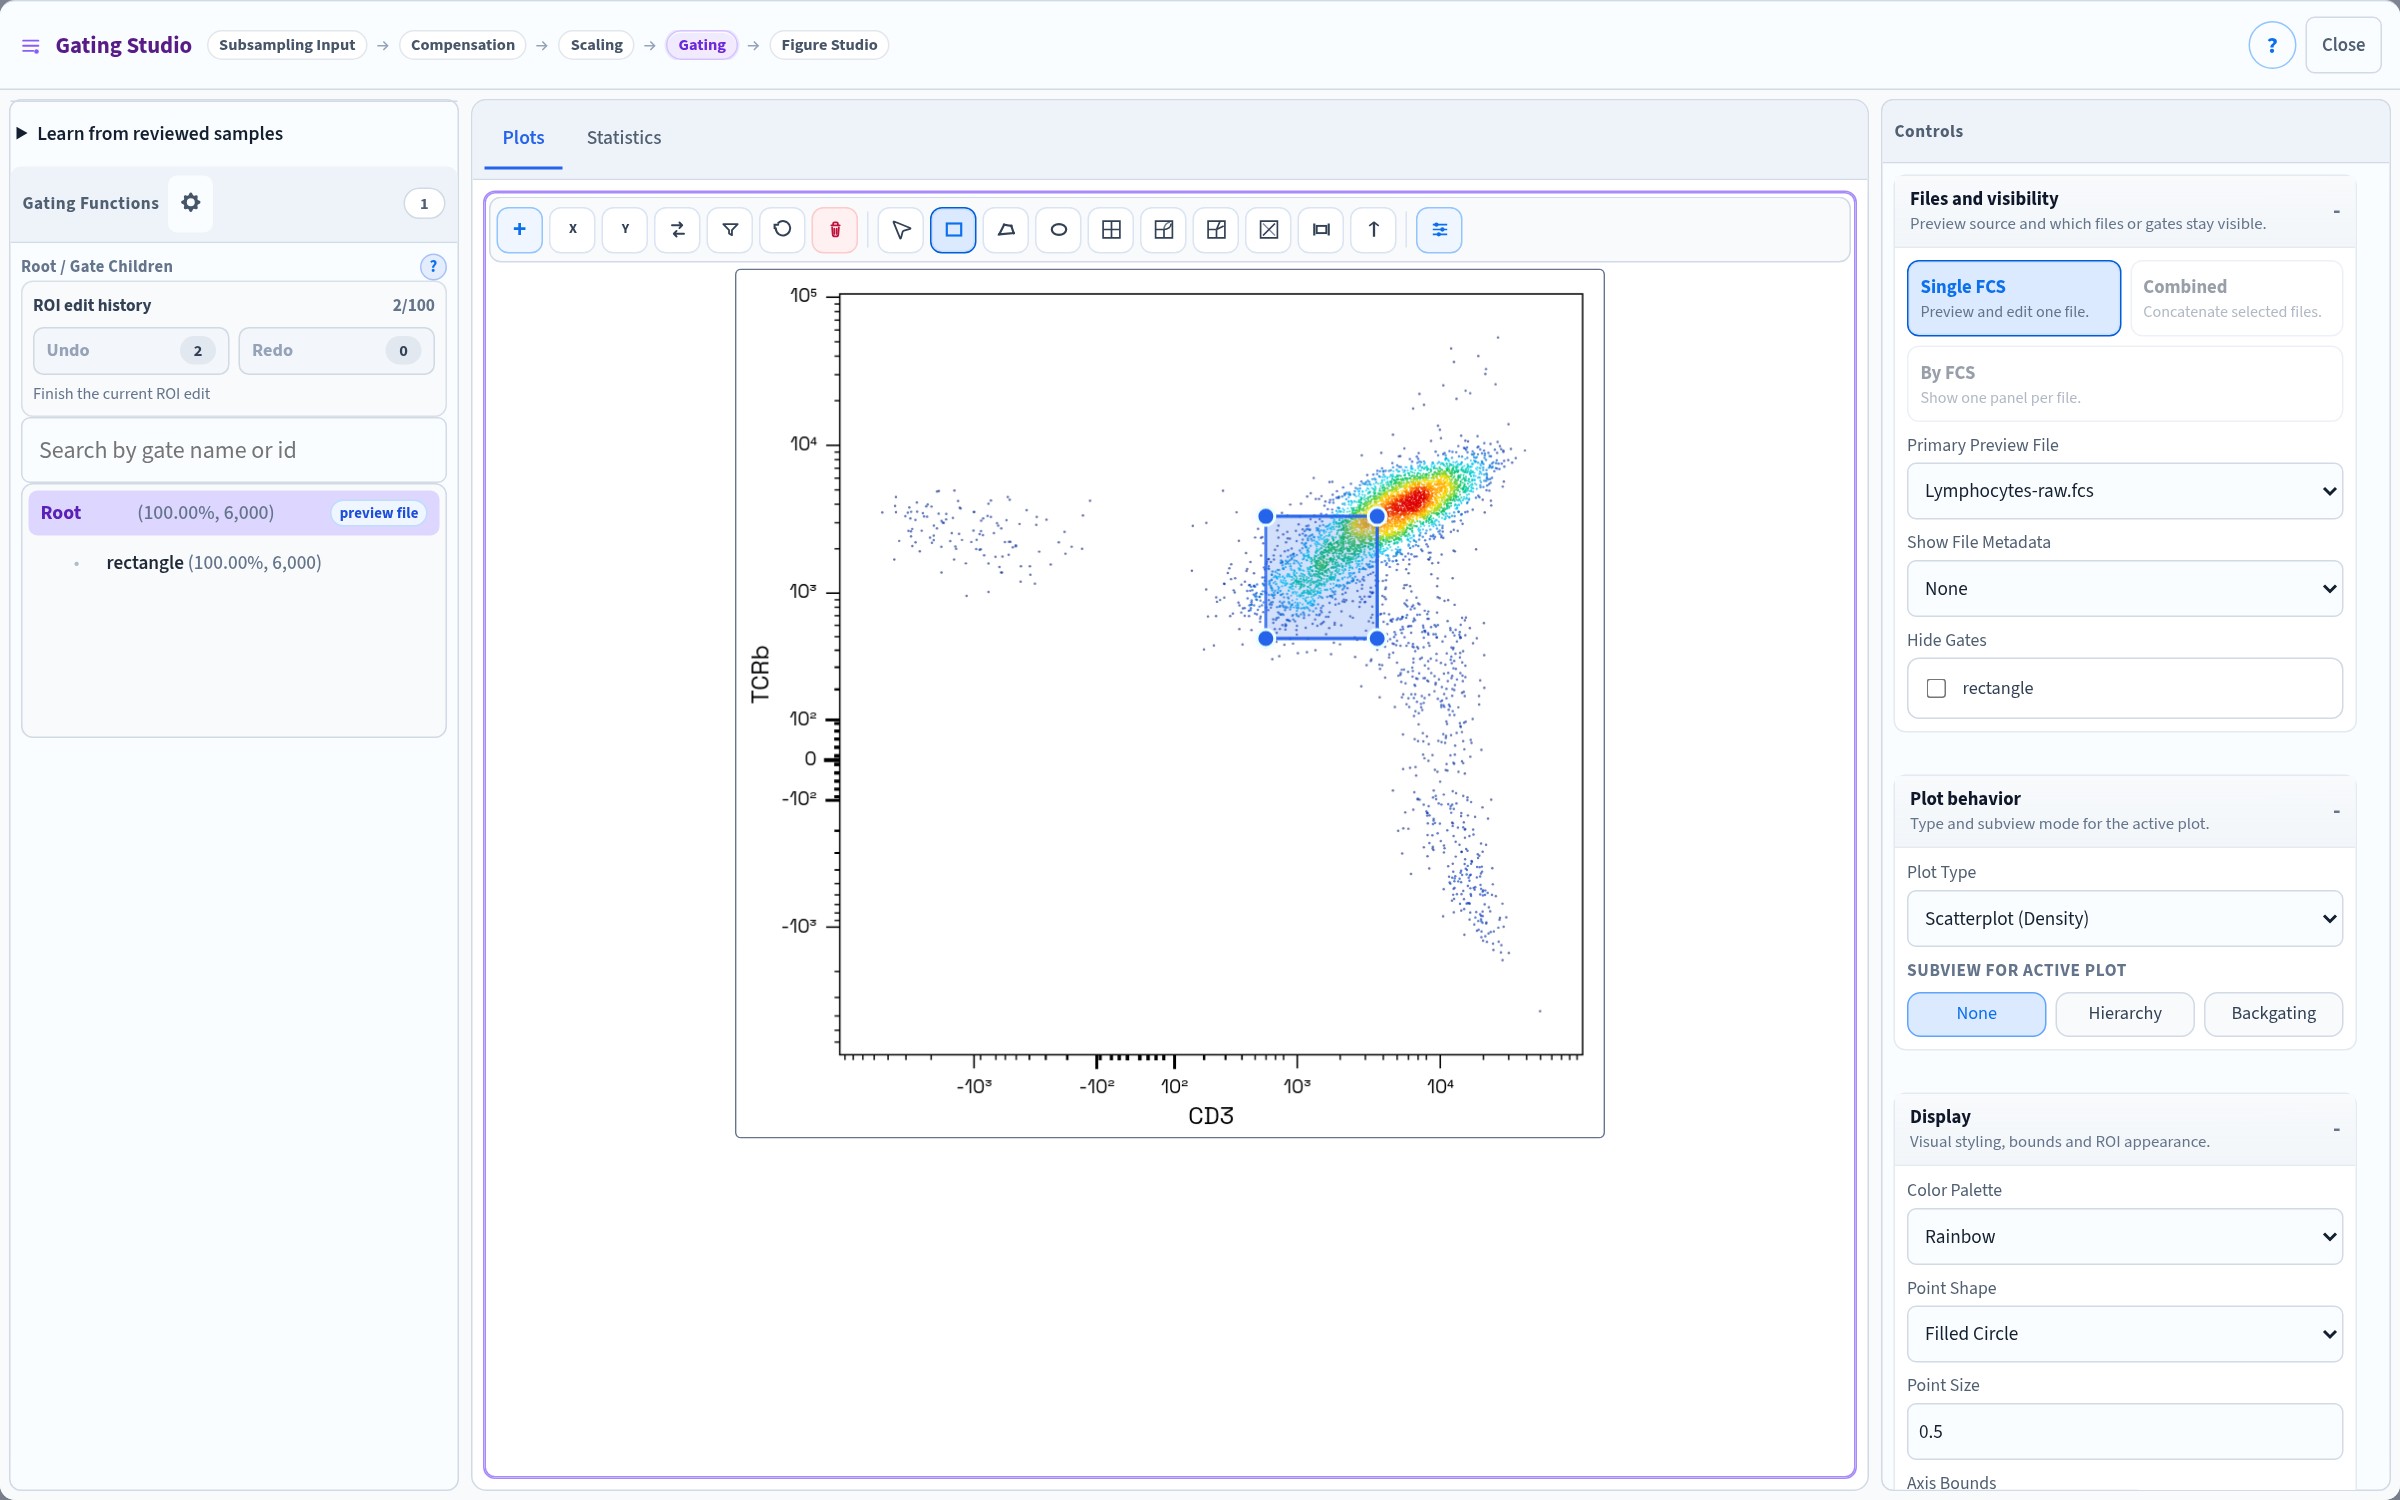 Gating Studio
Subsampling Input → Compensation → Scaling → Gating → Figure Studio
? Close
Learn from reviewed samples
Gating Functions 1
Root / Gate Children ?
ROI edit history 2/100
Undo 2 Redo 0
Finish the current ROI edit
Search by gate name or id
Root (100.00%, 6,000) preview file
rectangle (100.00%, 6,000)
Plots Statistics
+ X Y
10⁵
10⁴
10³
10²
0
-10²
-10³
TCRb
-10³ -10² 10² 10³ 10⁴
CD3
Controls
Files and visibility
Preview source and which files or gates stay visible.
-
Single FCS
Preview and edit one file.
Combined
Concatenate selected files.
By FCS
Show one panel per file.
Primary Preview File
Lymphocytes-raw.fcs
Show File Metadata
None
Hide Gates
rectangle
Plot behavior
Type and subview mode for the active plot.
-
Plot Type
Scatterplot (Density)
SUBVIEW FOR ACTIVE PLOT
None Hierarchy Backgating
Display
Visual styling, bounds and ROI appearance.
-
Color Palette
Rainbow
Point Shape
Filled Circle
Point Size
0.5
Axis Bounds